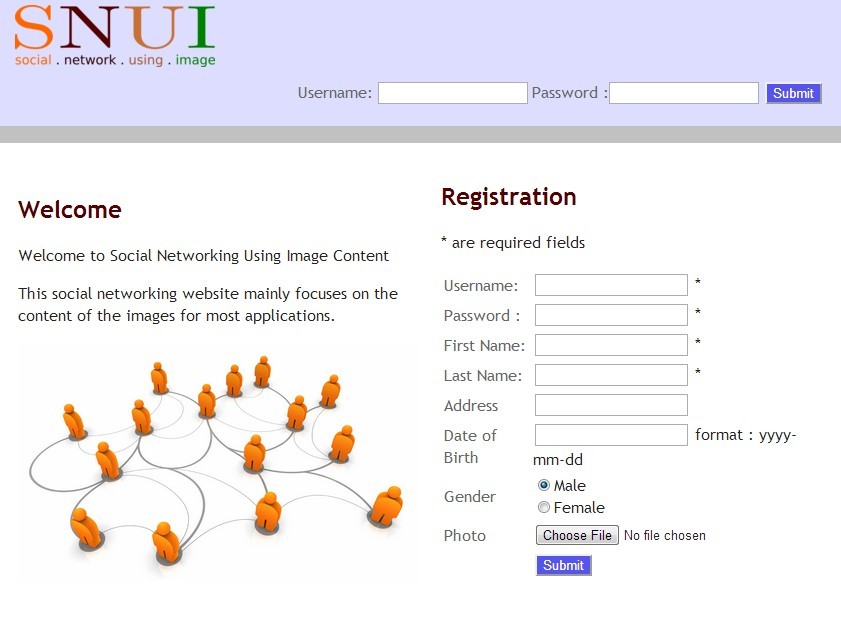 SNUI
social . network . using . image
Username: Password : Submit
Welcome
Welcome to Social Networking Using Image Content
This social networking website mainly focuses on the
content of the images for most applications.
Registration
* are required fields
Username: *
Password : *
First Name: *
Last Name: *
Address
Date of Birth format : yyyy-
mm-dd
Gender Male
Female
Photo Choose File No file chosen
Submit